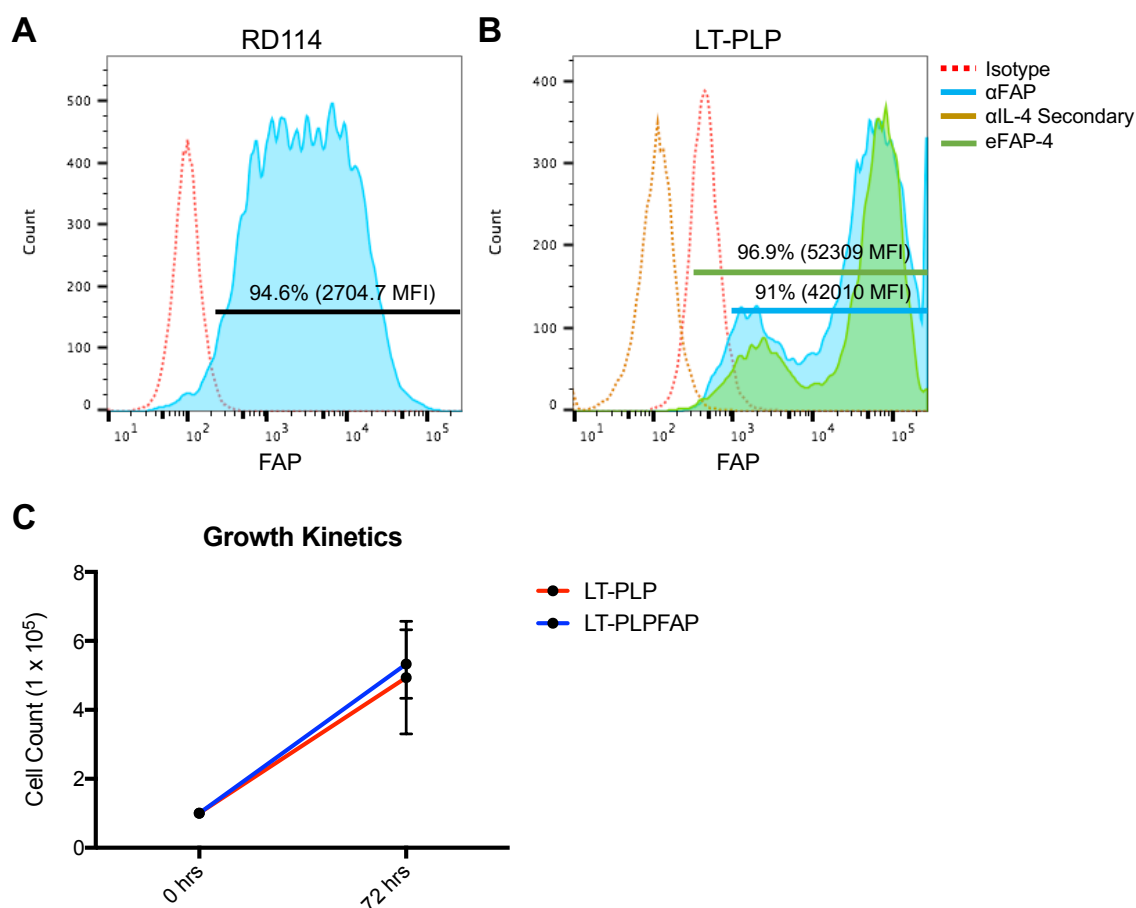 A
RD114
Count
500
400
300
200
100
0
94.6% (2704.7 MFI)
10¹ 10² 10³ 10⁴ 10⁵
FAP
B
LT-PLP
Count
400
300
200
100
0
96.9% (52309 MFI)
91% (42010 MFI)
10¹ 10² 10³ 10⁴ 10⁵
FAP
Isotype
αFAP
αIL-4 Secondary
eFAP-4
C
Growth Kinetics
Cell Count (1 x 10⁵)
8
6
4
2
0
0 hrs
72 hrs
LT-PLP
LT-PLPFAP